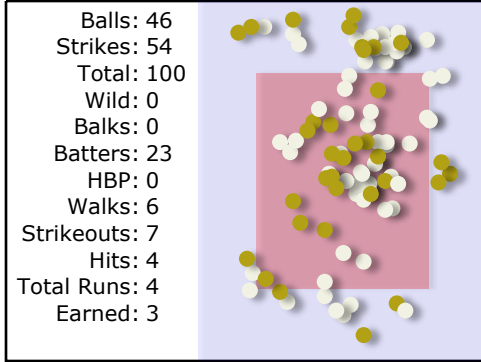 Balls: 46
Strikes: 54
Total: 100
Wild: 0
Balks: 0
Batters: 23
HBP: 0
Walks: 6
Strikeouts: 7
Hits: 4
Total Runs: 4
Earned: 3